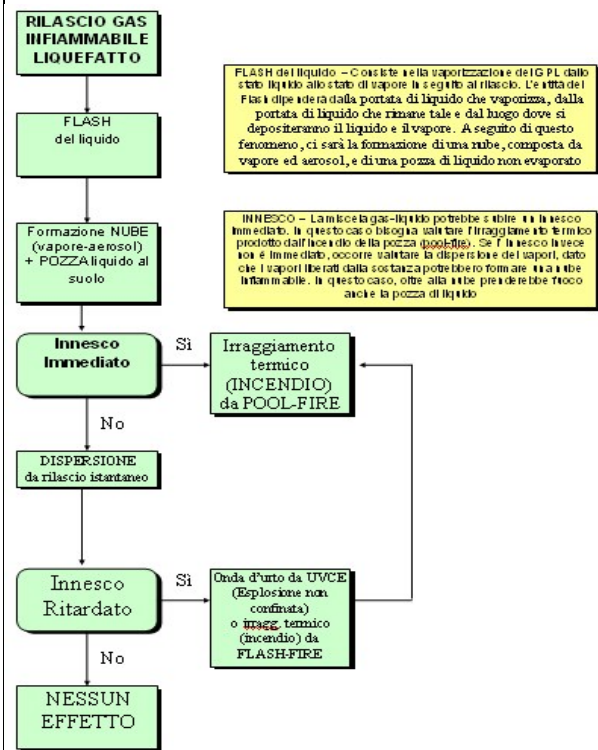 RILASCIO GAS
INFIAMMABILE
LIQUEFATTO
FLASH
del liquido
Formazione NUBE
(vapore-aerosol)
+ POZZA liquido al
suolo
Innesco
Immediato
Sì
Irraggiamento
termico
(INCENDIO)
da POOL-FIRE
No
DISPERSIONE
da rilascio istantaneo
Innesco
Ritardato
Sì
Onda d'urto da UVCE
(Esplosione non
confinata)
o irragg. termico
(incendio) da
FLASH-FIRE
No
NESSUN
EFFETTO
FLASH del liquido – Consiste nella vaporizzazione del GPL dallo
stato liquido allo stato di vapore in seguito al rilascio. L'entità del
Flash dipenderà dalla portata di liquido che vaporizza, dalla
portata di liquido che rimane tale e dal luogo dove si
depositeranno il liquido e il vapore. A seguito di questo
fenomeno, ci sarà la formazione di una nube, composta da
vapore ed aerosol, e di una pozza di liquido non evaporato
INNESCO – La miscela gas-liquido potrebbe subire un innesco
immediato. In questo caso bisogna valutare l'irraggiamento termico
prodotto dall'incendio della pozza (pool-fire). Se l'innesco invece
non è immediato, occorre valutare la dispersione dei vapori, dato
che i vapori liberati dalla sostanza potrebbero formare una nube
infiammabile. In questo caso, oltre alla nube prenderebbe fuoco
anche la pozza di liquido